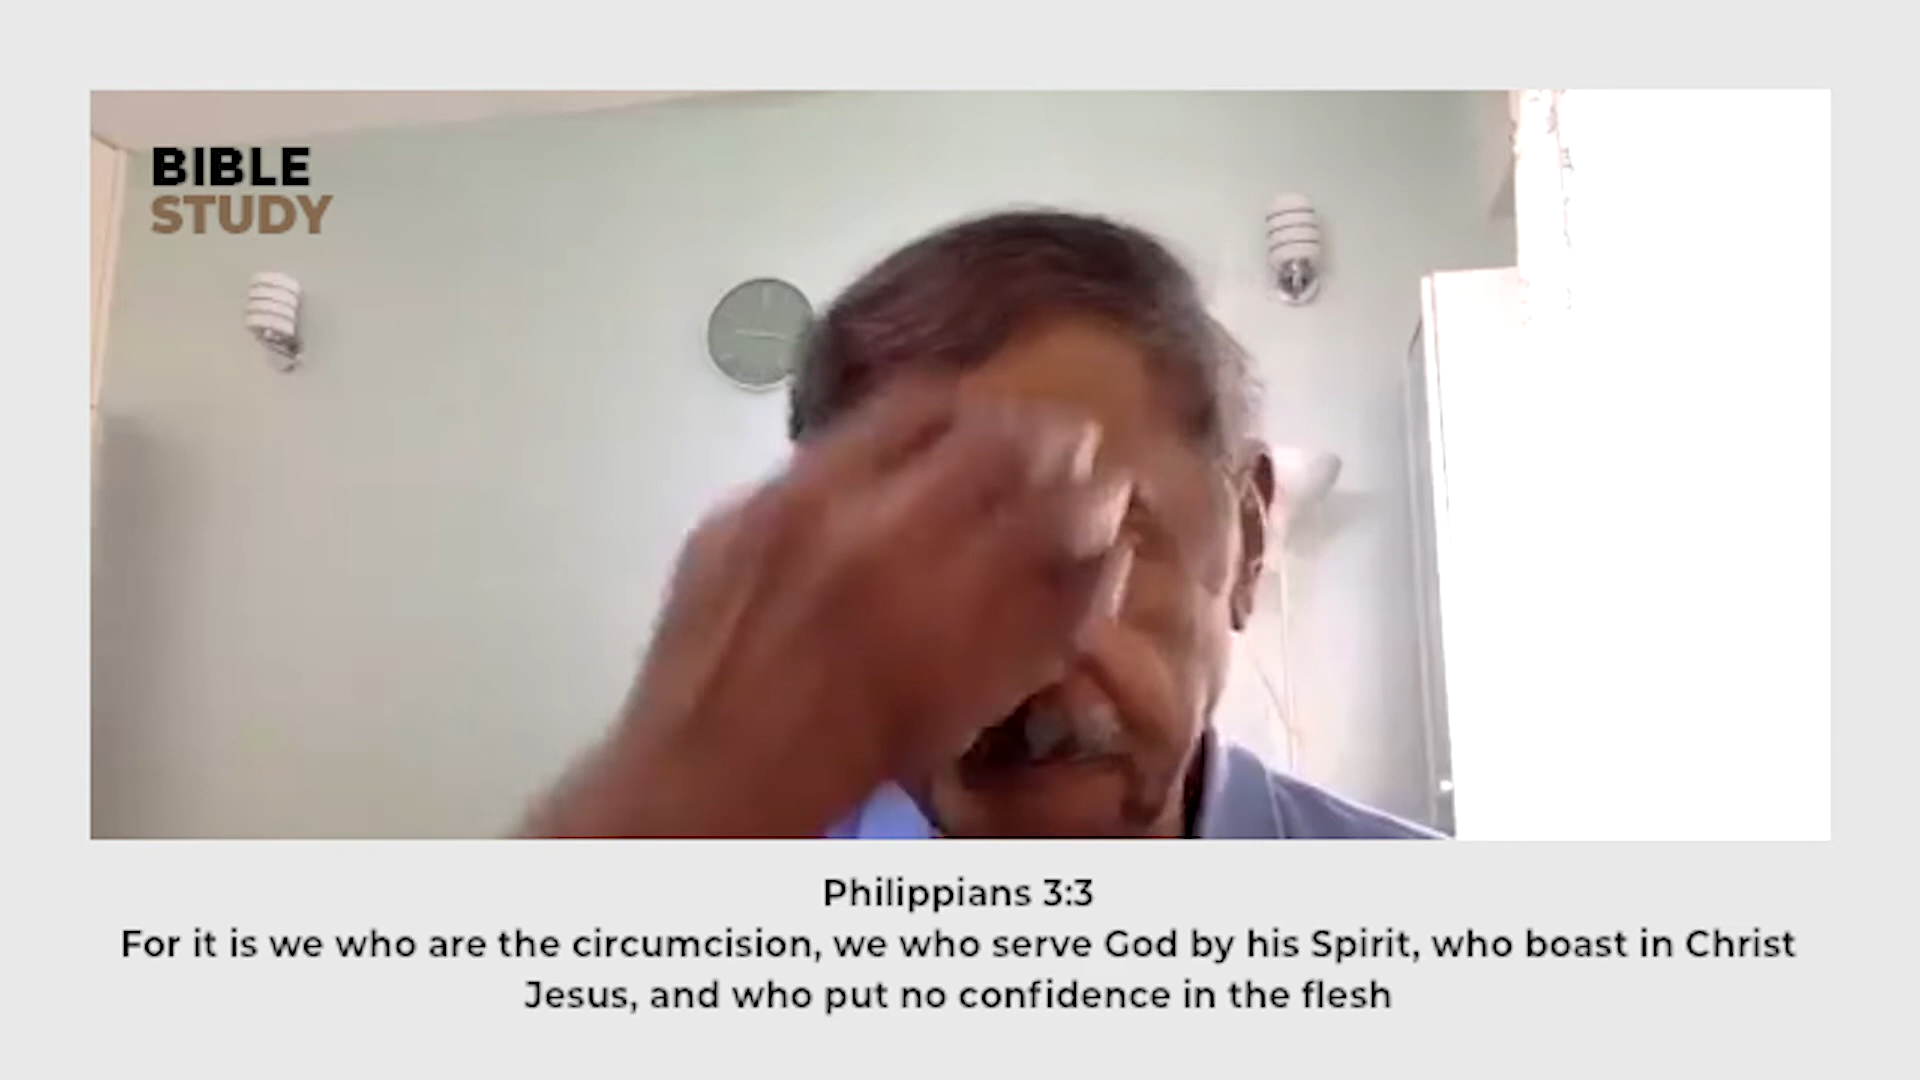 BIBLE
STUDY
Philippians 3:3
For it is we who are the circumcision, we who serve God by his Spirit, who boast in Christ
Jesus, and who put no confidence in the flesh